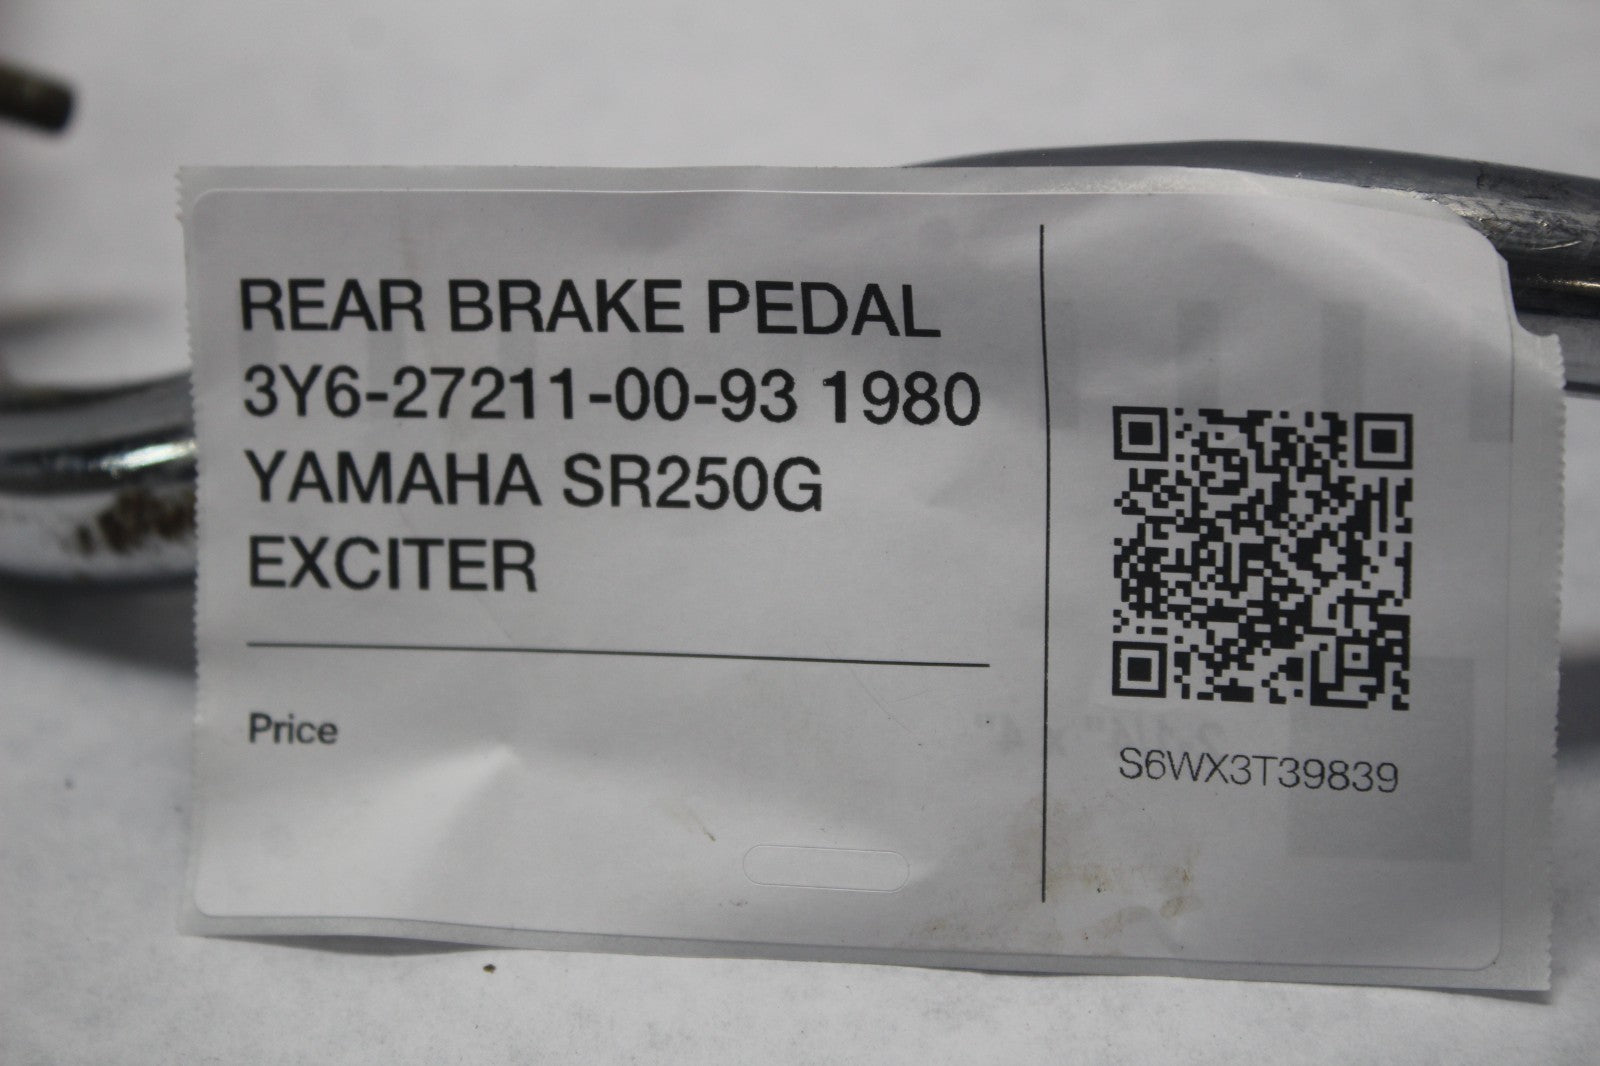 REAR BRAKE PEDAL
3Y6-27211-00-93 1980
YAMAHA SR250G
EXCITER
Price
S6WX3T39839